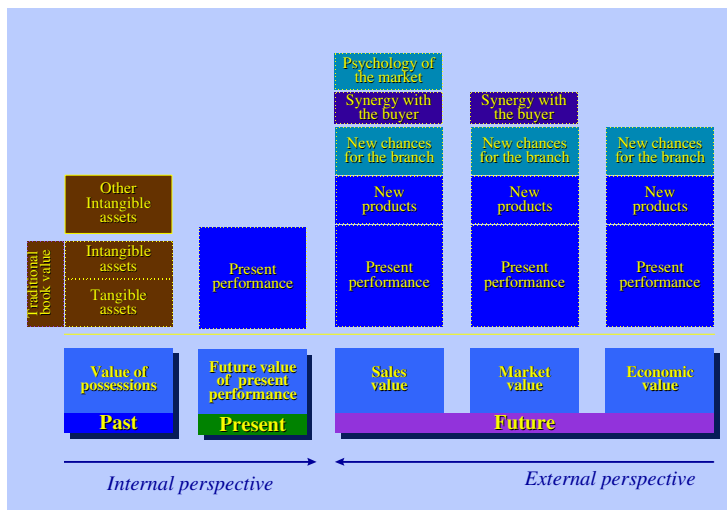 Psychology of
the market
Synergy with
the buyer
Synergy with
the buyer
New chances
for the branch
New chances
for the branch
New chances
for the branch
Other
Intangible
assets
New
products
New
products
New
products
Traditional
book value
Intangible
assets
Tangible
assets
Present
performance
Present
performance
Present
performance
Present
performance
Value of
possessions
Future value
of present
performance
Sales
value
Market
value
Economic
value
Past
Present
Future
Internal perspective
External perspective